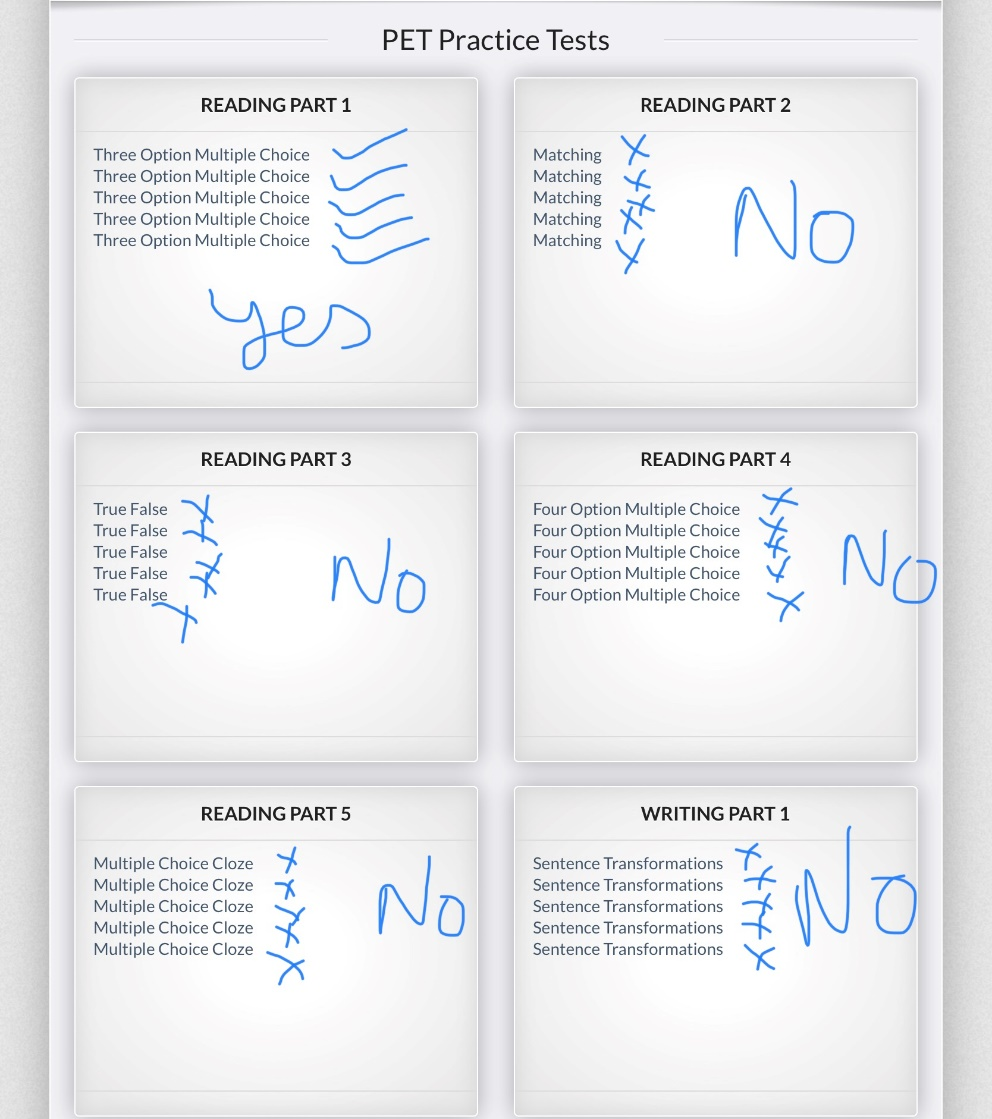 PET Practice Tests
READING PART 1
Three Option Multiple Choice
Three Option Multiple Choice
Three Option Multiple Choice
Three Option Multiple Choice
Three Option Multiple Choice
yes
READING PART 2
Matching
Matching
Matching
Matching
Matching
No
READING PART 3
True False
True False
True False
True False
True False
No
READING PART 4
Four Option Multiple Choice
Four Option Multiple Choice
Four Option Multiple Choice
Four Option Multiple Choice
Four Option Multiple Choice
No
READING PART 5
Multiple Choice Cloze
Multiple Choice Cloze
Multiple Choice Cloze
Multiple Choice Cloze
Multiple Choice Cloze
No
WRITING PART 1
Sentence Transformations
Sentence Transformations
Sentence Transformations
Sentence Transformations
Sentence Transformations
No